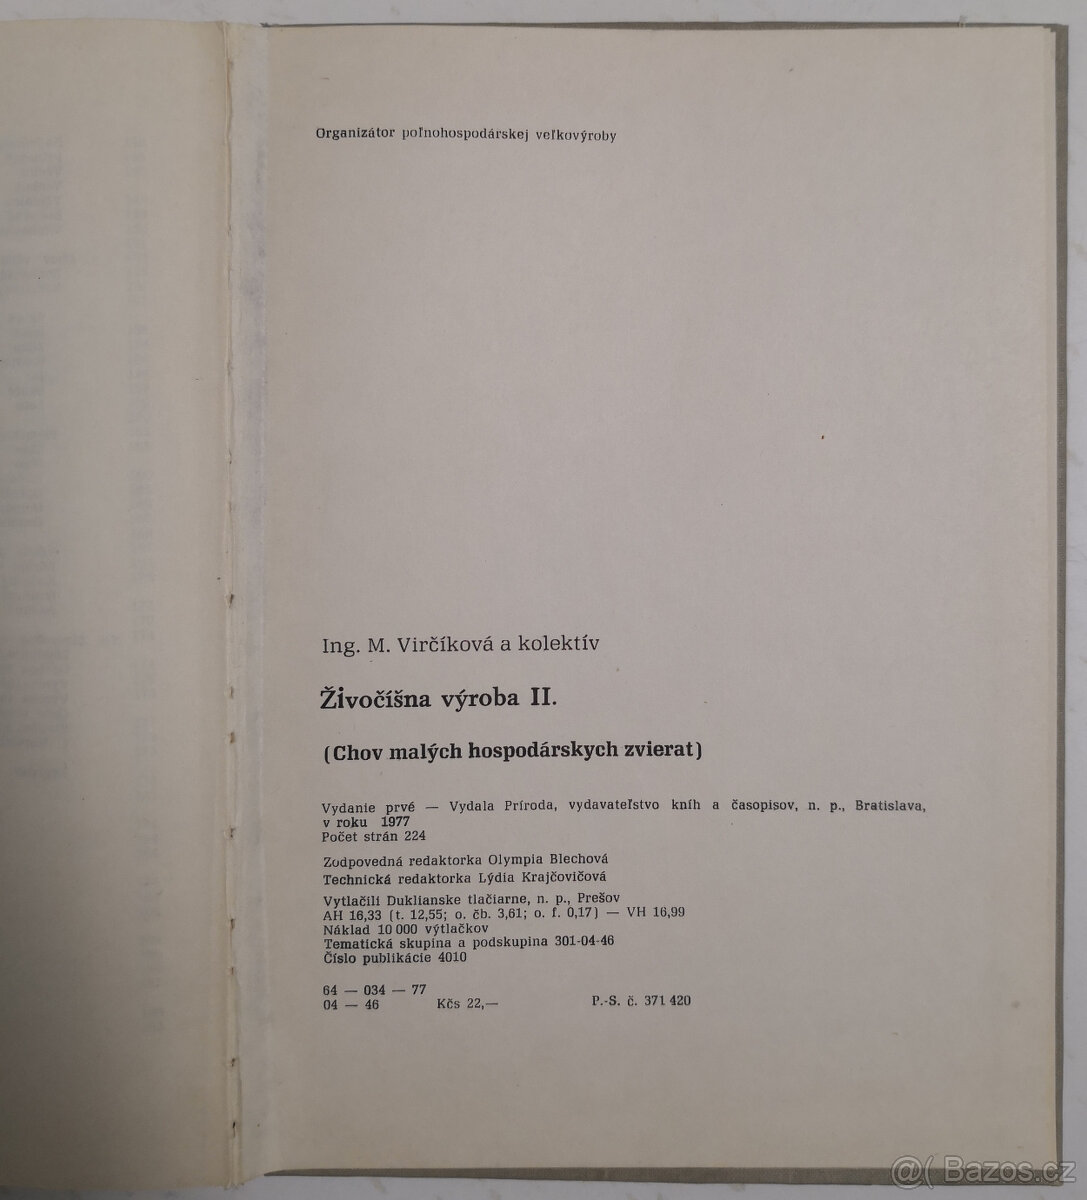 Organizátor poľnohospodárskej veľkovýroby
Ing. M. Virčíková a kolektív
Živočíšna výroba II.
(Chov malých hospodárskych zvierat)
Vydanie prvé — Vydala Príroda, vydavateľstvo kníh a časopisov, n. p., Bratislava,
v roku 1977
Počet strán 224
Zodpovedná redaktorka Olympia Blechová
Technická redaktorka Lýdia Krajčovičová
Vytlačili Duklianske tlačiarne, n. p., Prešov
AH 16,33 (t. 12,55; o. čb. 3,61; o. f. 0,17) — VH 16,99
Náklad 10 000 výtlačkov
Tematická skupina a podskupina 301-04-46
Číslo publikácie 4010
64 — 034 — 77
04 — 46 Kčs 22,— P.-S. č. 371 420
@( Bazos.cz